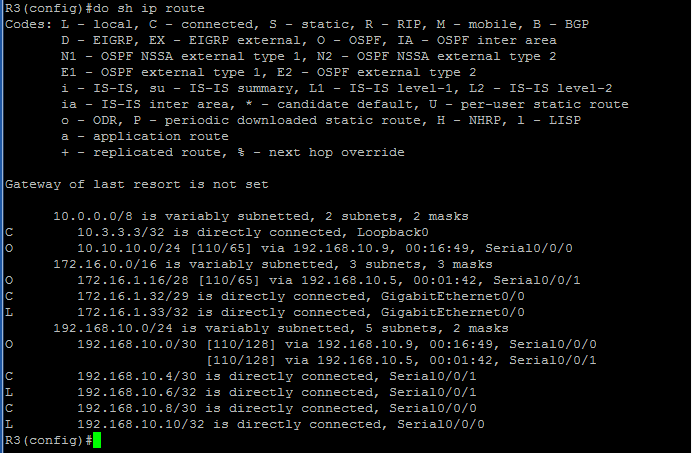 R3(config)#do sh ip route
Codes: L - local, C - connected, S - static, R - RIP, M - mobile, B - BGP
       D - EIGRP, EX - EIGRP external, O - OSPF, IA - OSPF inter area
       N1 - OSPF NSSA external type 1, N2 - OSPF NSSA external type 2
       E1 - OSPF external type 1, E2 - OSPF external type 2
       i - IS-IS, su - IS-IS summary, L1 - IS-IS level-1, L2 - IS-IS level-2
       ia - IS-IS inter area, * - candidate default, U - per-user static route
       o - ODR, P - periodic downloaded static route, H - NHRP, l - LISP
       a - application route
       + - replicated route, % - next hop override

Gateway of last resort is not set

      10.0.0.0/8 is variably subnetted, 2 subnets, 2 masks
C        10.3.3.3/32 is directly connected, Loopback0
O        10.10.10.0/24 [110/65] via 192.168.10.9, 00:16:49, Serial0/0/0
      172.16.0.0/16 is variably subnetted, 3 subnets, 3 masks
O        172.16.1.16/28 [110/65] via 192.168.10.5, 00:01:42, Serial0/0/1
C        172.16.1.32/29 is directly connected, GigabitEthernet0/0
L        172.16.1.33/32 is directly connected, GigabitEthernet0/0
      192.168.10.0/24 is variably subnetted, 5 subnets, 2 masks
O        192.168.10.0/30 [110/128] via 192.168.10.9, 00:16:49, Serial0/0/0
                         [110/128] via 192.168.10.5, 00:01:42, Serial0/0/1
C        192.168.10.4/30 is directly connected, Serial0/0/1
L        192.168.10.6/32 is directly connected, Serial0/0/1
C        192.168.10.8/30 is directly connected, Serial0/0/0
L        192.168.10.10/32 is directly connected, Serial0/0/0
R3(config)#